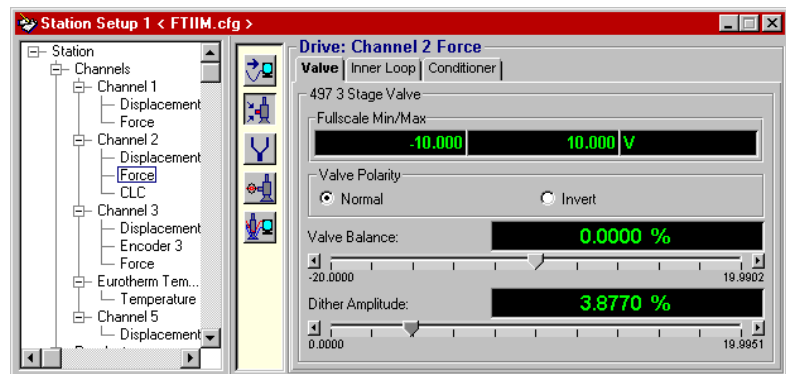 Station Setup 1 < FTIIM.cfg >
Station
Channels
Channel 1
Displacement
Force
Channel 2
Displacement
Force
CLC
Channel 3
Displacement
Encoder 3
Force
Eurotherm Tem...
Temperature
Channel 5
Displacement
Drive: Channel 2 Force
Valve Inner Loop Conditioner
497 3 Stage Valve
Fullscale Min/Max
-10.000 10.000 V
Valve Polarity
Normal Invert
Valve Balance: 0.0000 %
-20.0000 19.9902
Dither Amplitude: 3.8770 %
0.0000 19.9951